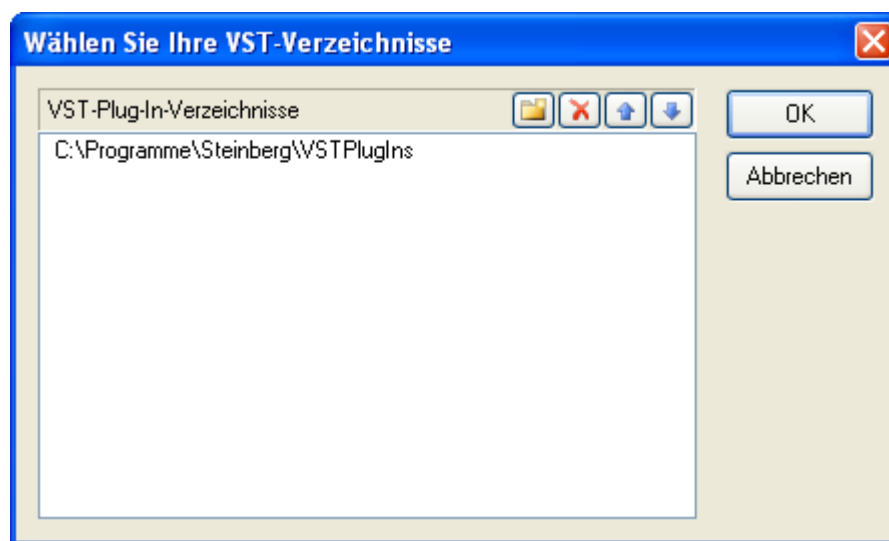 Wählen Sie Ihre VST-Verzeichnisse
VST-Plug-In-Verzeichnisse
OK
C:\Programme\Steinberg\VSTPlugIns
Abbrechen